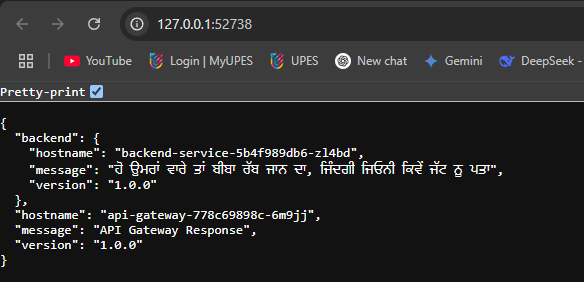 127.0.0.1:52738
YouTube Login | MyUPES UPES New chat Gemini DeepSeek -
Pretty-print
{
"backend": {
"hostname": "backend-service-5b4f989db6-zl4bd",
"message": "ਹੋ ਉਮਰਾਂ ਵਾਰੇ ਤਾਂ ਬੀਬਾ ਰੱਬ ਜਾਨ ਦਾ, ਜਿੰਦਗੀ ਜਿਓਨੀ ਕਿਵੇਂ ਜੱਟ ਨੂ ਪਤਾ",
"version": "1.0.0"
},
"hostname": "api-gateway-778c69898c-6m9jj",
"message": "API Gateway Response",
"version": "1.0.0"
}